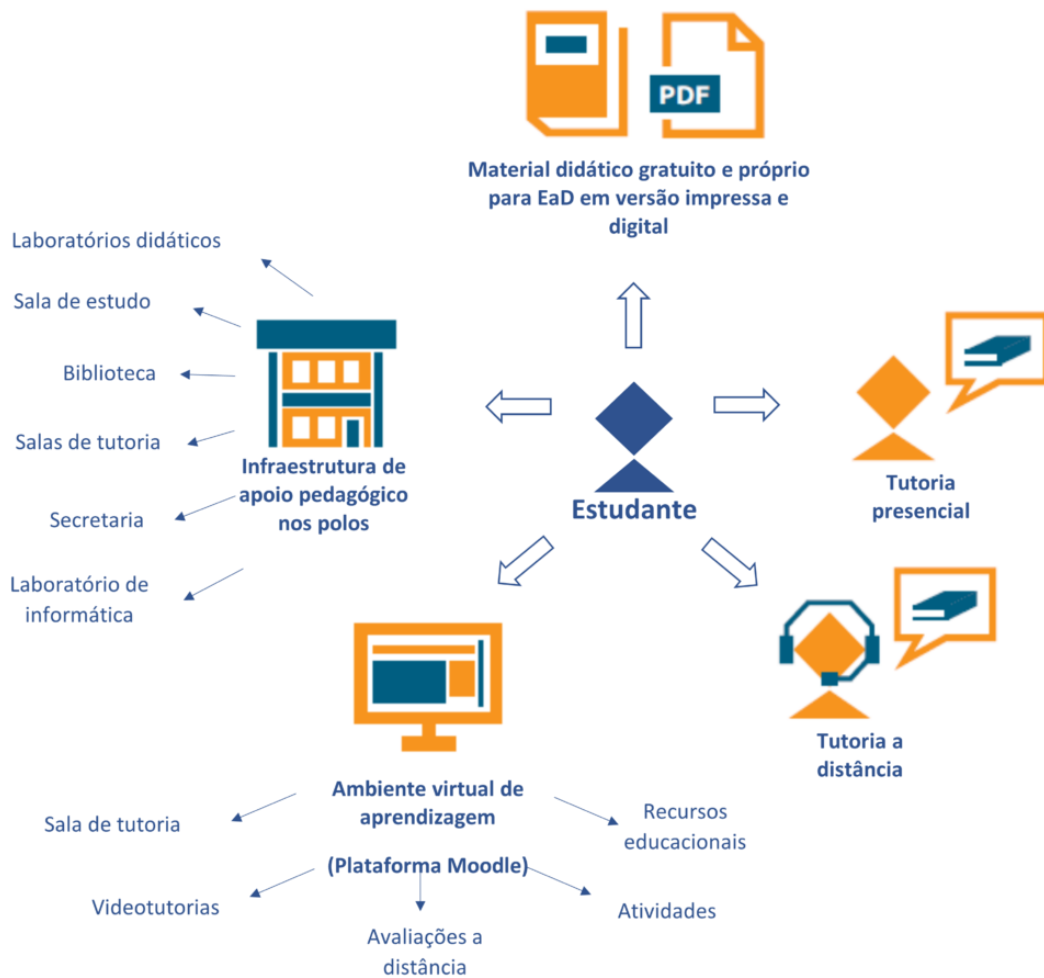 PDF
Material didático gratuito e próprio
para EaD em versão impressa e
digital
Laboratórios didáticos
Sala de estudo
Biblioteca
Salas de tutoria
Secretaria
Laboratório de
informática
Infraestrutura de
apoio pedagógico
nos polos
Estudante
Tutoria
presencial
Tutoria a
distância
Ambiente virtual de
aprendizagem
(Plataforma Moodle)
Sala de tutoria
Videotutorias
Avaliações a
distância
Recursos
educacionais
Atividades